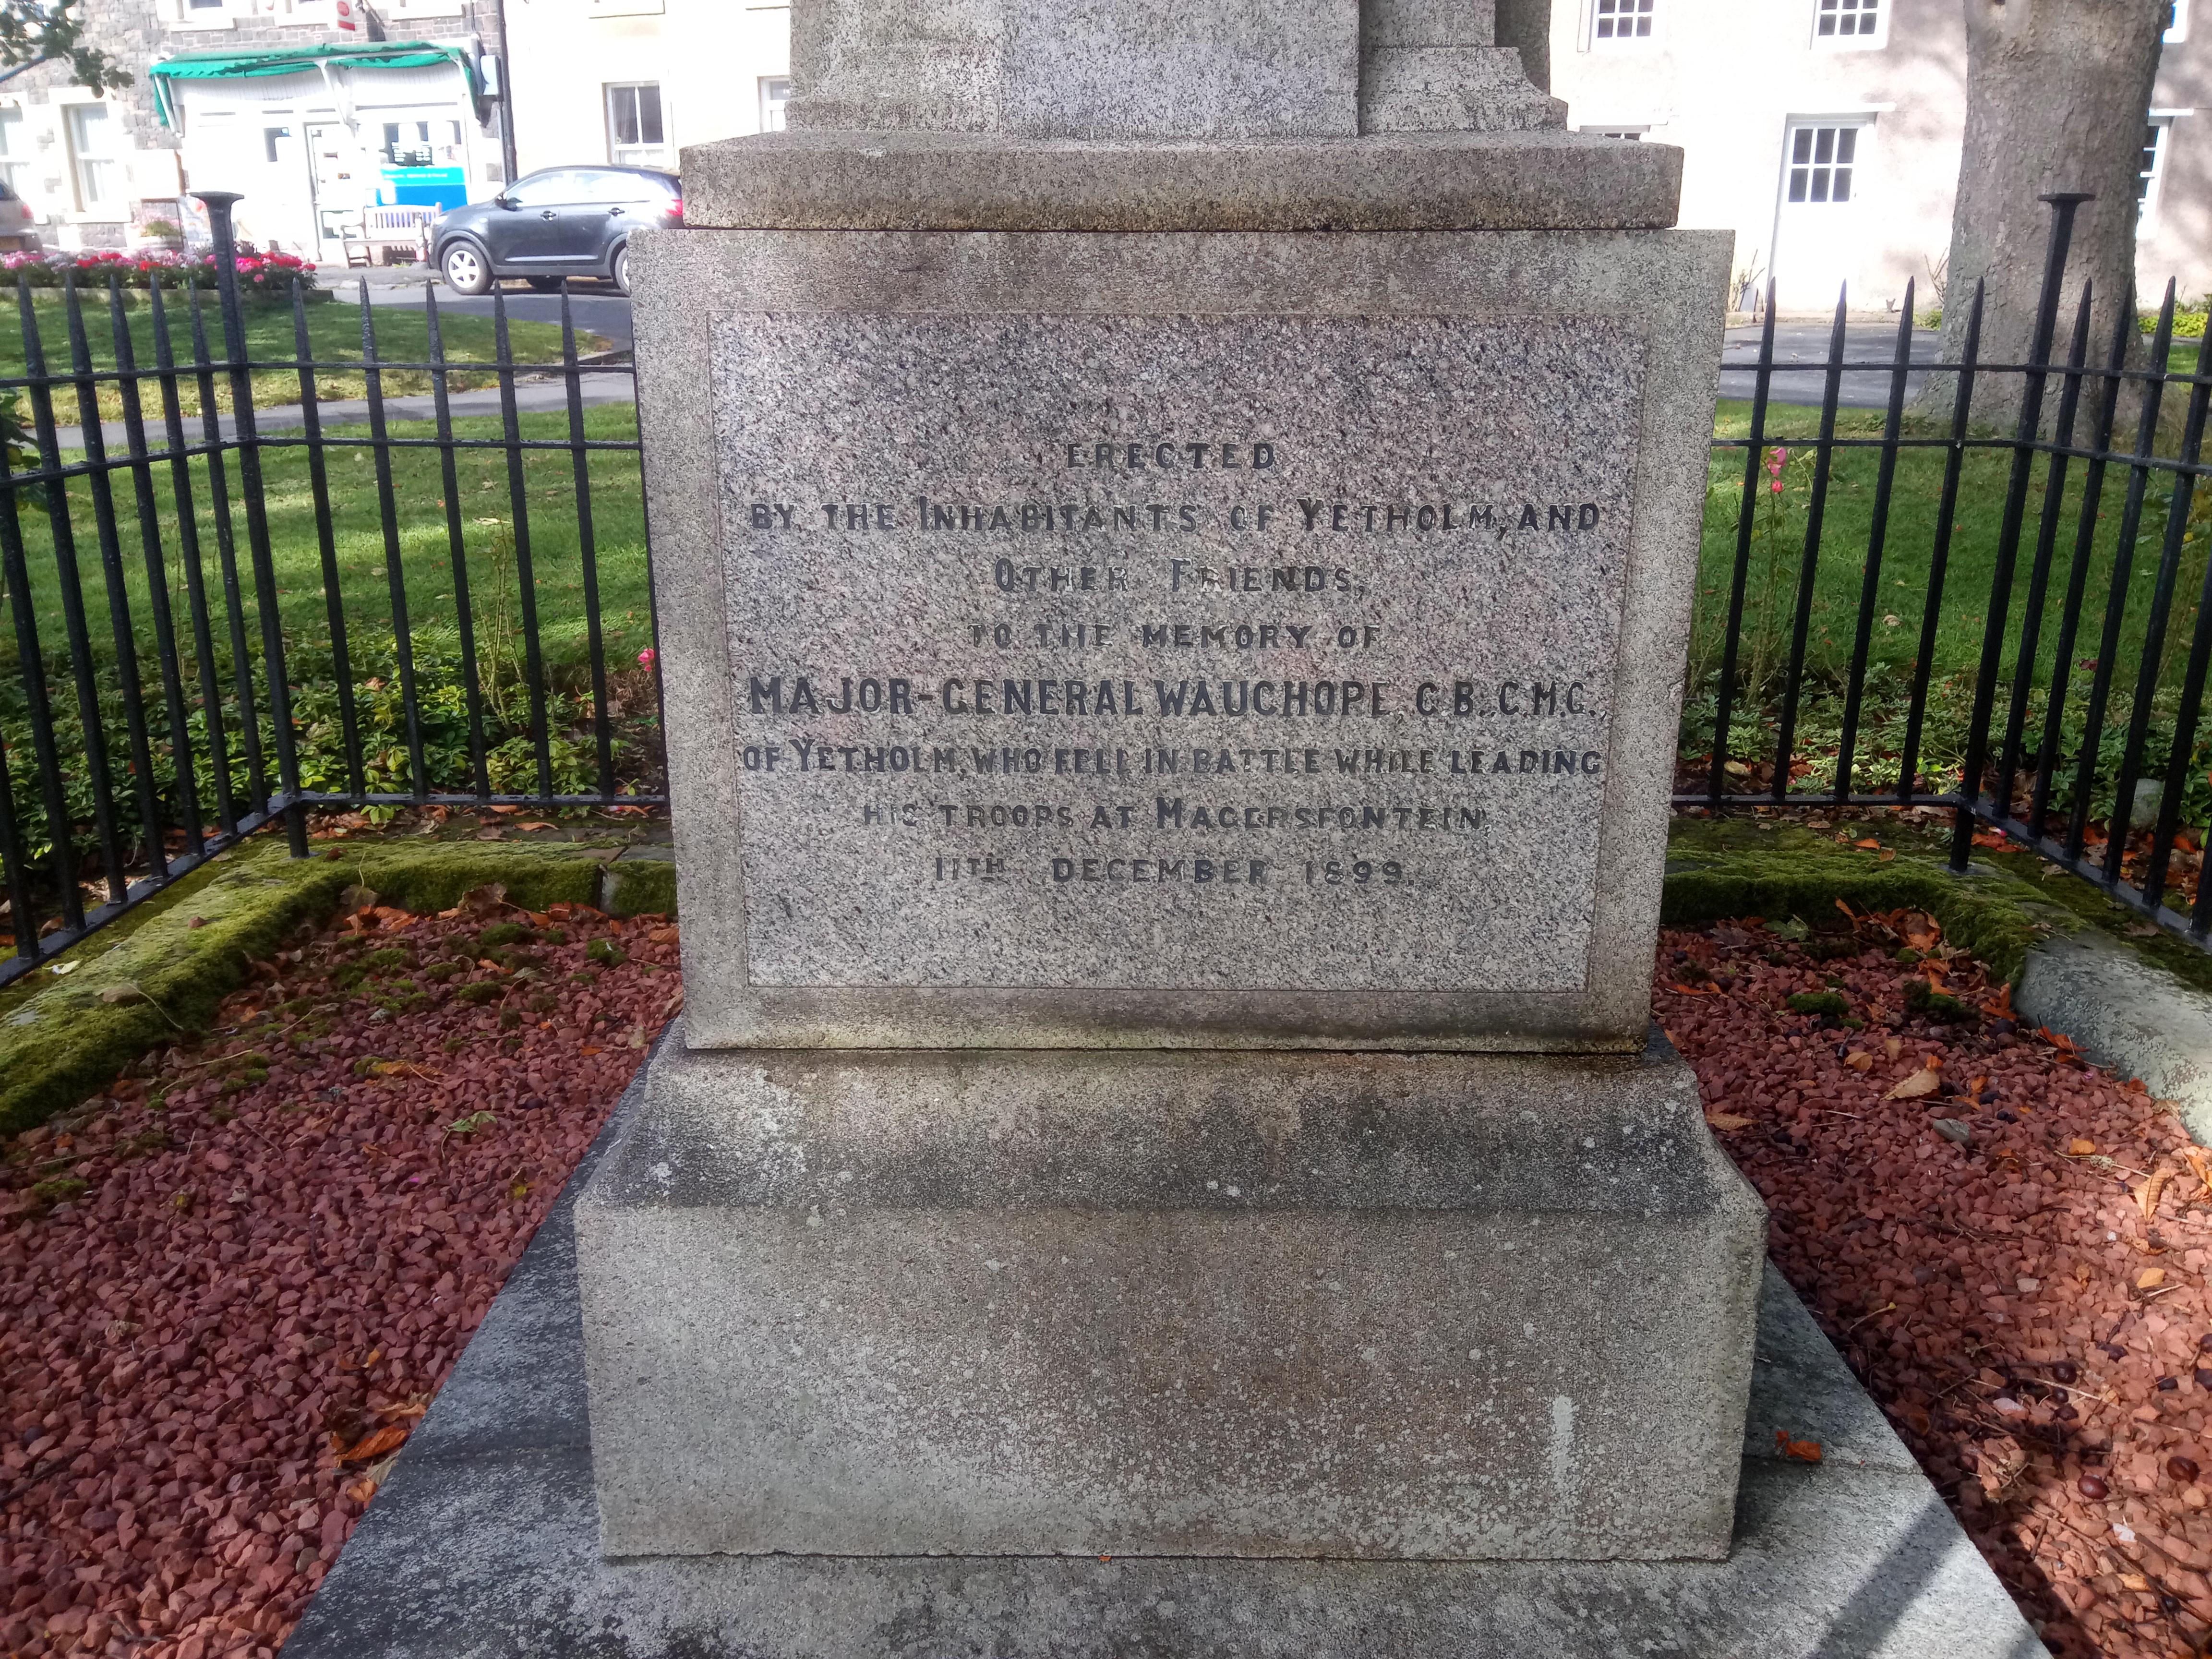 ERECTED
BY THE INHABITANTS OF YETHOLM, AND
OTHER FRIENDS,
TO THE MEMORY OF
MAJOR-GENERAL WAUCHOPE, C.B., C.M.G.,
OF YETHOLM, WHO FELL IN BATTLE WHILE LEADING
HIS TROOPS AT MAGERSFONTEIN,
11TH DECEMBER 1899.